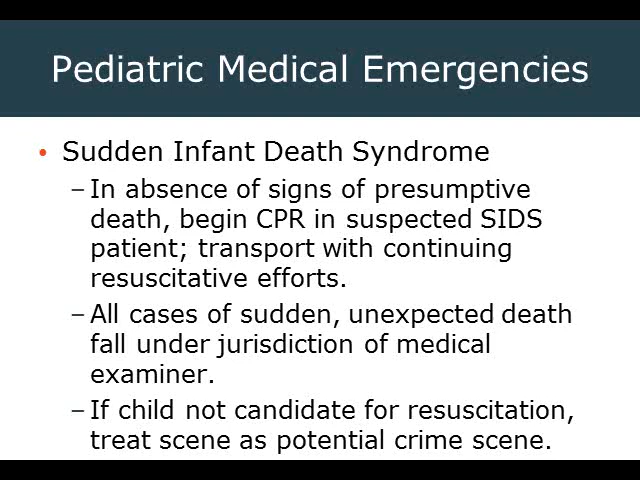 Pediatric Medical Emergencies
• Sudden Infant Death Syndrome
– In absence of signs of presumptive
death, begin CPR in suspected SIDS
patient; transport with continuing
resuscitative efforts.
– All cases of sudden, unexpected death
fall under jurisdiction of medical
examiner.
– If child not candidate for resuscitation,
treat scene as potential crime scene.